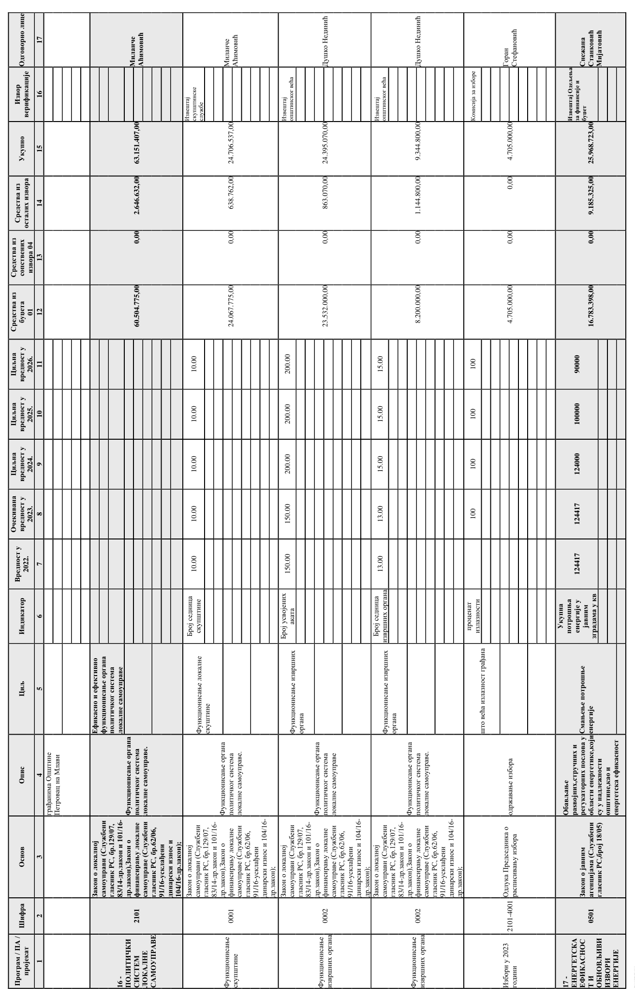 Програм / ПА /
пројекат
Шифра
Основ
Опис
Циљ
Индикатор
Вредност у
2022.
Очекивана
вредност у
2023.
Циљна
вредност у
2024.
Циљна
вредност у
2025.
Циљна
вредност у
2026.
Средства из
буџета
01
Средства из
сопствених
извора 04
Средства из
осталих извора
Укупно
Извор
верификације
Одговорно лице
1
2
3
4
5
6
7
8
9
10
11
12
13
14
15
16
17
грађанима Општине
Петровац на Млави
16 -
ПОЛИТИЧКИ
СИСТЕМ
ЛОКАЛНЕ
САМОУПРАВЕ
2101
Закон о локалној
самоуправи (Службени
гласник РС, бр.129/07,
83/14-др.закон и 101/16-
др.закон),Закон о
финансирању локалне
самоуправе (Службени
гласник РС, бр.62/06,
91/16-усклађени
динарски износ и
104/16-др.закон);
Функционисање органа
политичког система
локалне самоуправе.
Ефикасно и ефективно
функционисање органа
политичког система
локалне самоуправе
60.504.775,00
0,00
2.646.632,00
63.151.407,00
Миланче
Аћимовић
Функционисање
скупштине
0001
Закон о локалној
самоуправи (Службени
гласник РС, бр.129/07,
83/14-др.закон и 101/16-
др.закон),Закон о
финансирању локалне
самоуправе (Службени
гласник РС, бр.62/06,
91/16-усклађени
динарски износ и 104/16-
др.закон);
Функционисање органа
политичког система
локалне самоуправе.
Функционисање локалне
скуштине
Број седница
скупштине
10.00
10.00
10.00
10.00
10.00
24.067.775,00
0,00
638.762,00
24.706.537,00
Извештај
скупштинске
службе
Миланче
Аћимовић
Функционисање
извршних органа
0002
Закон о локалној
самоуправи (Службени
гласник РС, бр.129/07,
83/14-др.закон и 101/16-
др.закон),Закон о
финансирању локалне
самоуправе (Службени
гласник РС, бр.62/06,
91/16-усклађени
динарски износ и 104/16-
др.закон);
Функционисање органа
политичког система
локалне самоуправе
Функционисање извршних
органа
Број усвојених
аката
150.00
150.00
200.00
200.00
200.00
23.532.000,00
0,00
863.070,00
24.395.070,00
Извештај
општинског већа
Душко Нединић
Функционисање
извршних органа
0002
Закон о локалној
самоуправи (Службени
гласник РС, бр.129/07,
83/14-др.закон и 101/16-
др.закон),Закон о
финансирању локалне
самоуправе (Службени
гласник РС, бр.62/06,
91/16-усклађени
динарски износ и 104/16-
др.закон);
Функционисање органа
политичког система
локалне самоуправе.
Функционисање извршних
органа
Број седница
извршних органа
13.00
13.00
15.00
15.00
15.00
8.200.000,00
0,00
1.144.800,00
9.344.800,00
Извештај
општинског већа
Душко Нединић
Избори у 2023
години
2101-4001
Одлука Председника о
расписивању избора
одржавање избора
што већа излазност грађана
проценат
излазности
100
100
100
100
4.705.000,00
0,00
0,00
4.705.000,00
Комисија за изборе
Горан
Стефановић
17 -
ЕНЕРГЕТСКА
ЕФИКАСНОС
Т И
ОБНОВЉИВИ
ИЗВОРИ
ЕНЕРГИЈЕ
0501
Закон о јавним
агенцијама (Службени
гласник РС,број 18/05)
Обављање
развојних,стручних и
регукаторних послова у
области енергетике,који
су у надлежности
општине,као и
енергетска ефикасност
Смањење потрошње
енергије
Укупна
потрошња
енергије у
јавним
зградама у кв
124417
124417
124000
100000
90000
16.783.398,00
0,00
9.185.325,00
25.968.723,00
Извештај Одељења
за финансије и
буџет
Снежана
Станковић
Мијатовић